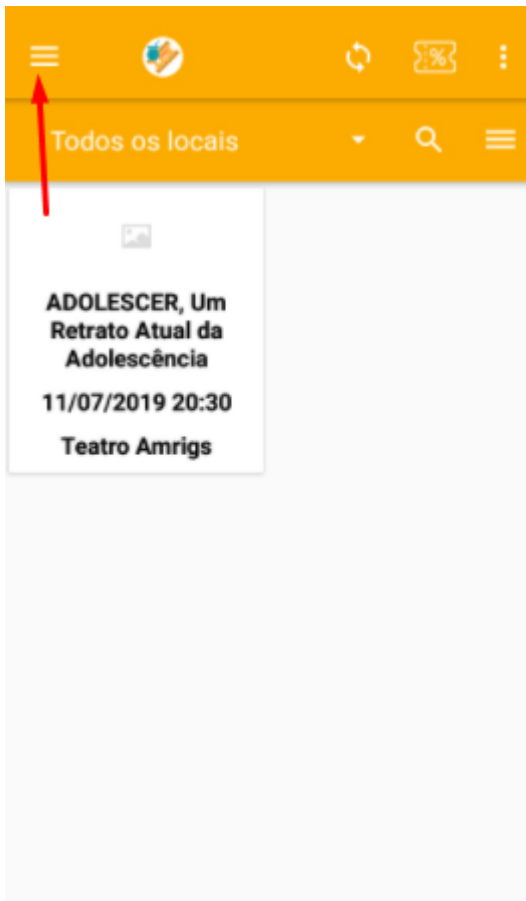 %
Todos os locais
ADOLESCER, Um
Retrato Atual da
Adolescência
11/07/2019 20:30
Teatro Amrigs